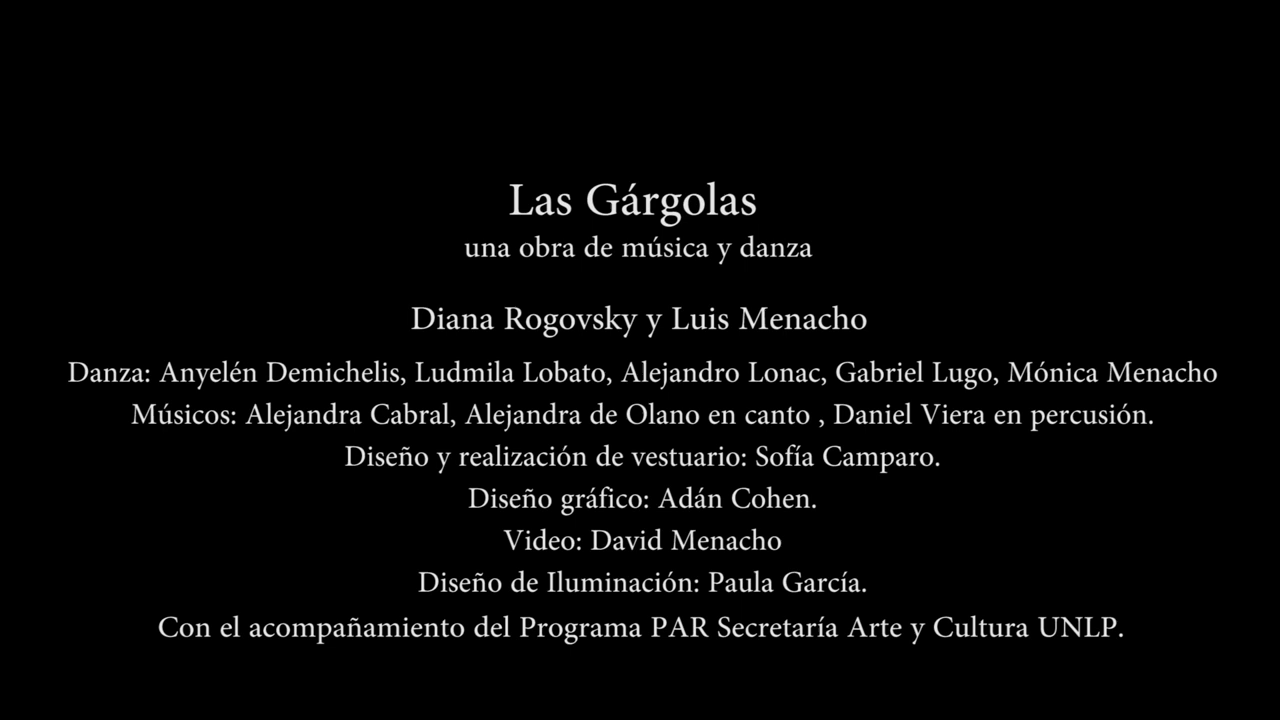 Las Gárgolas
una obra de música y danza
Diana Rogovsky y Luis Menacho
Danza: Anyelén Demichelis, Ludmila Lobato, Alejandro Lonac, Gabriel Lugo, Mónica Menacho
Músicos: Alejandra Cabral, Alejandra de Olano en canto , Daniel Viera en percusión.
Diseño y realización de vestuario: Sofía Camparo.
Diseño gráfico: Adán Cohen.
Video: David Menacho
Diseño de Iluminación: Paula García.
Con el acompañamiento del Programa PAR Secretaría Arte y Cultura UNLP.